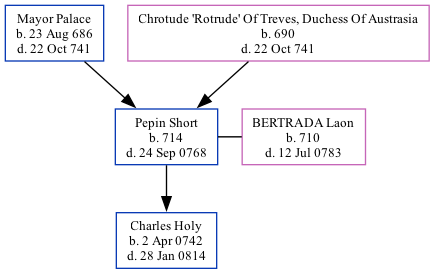 Mayor Palace
b. 23 Aug 686
d. 22 Oct 741
Chrotude 'Rotrude' Of Treves, Duchess Of Austrasia
b. 690
d. 22 Oct 741
Pepin Short
b. 714
d. 24 Sep 0768
BERTRADA Laon
b. 710
d. 12 Jul 0783
Charles Holy
b. 2 Apr 0742
d. 28 Jan 0814